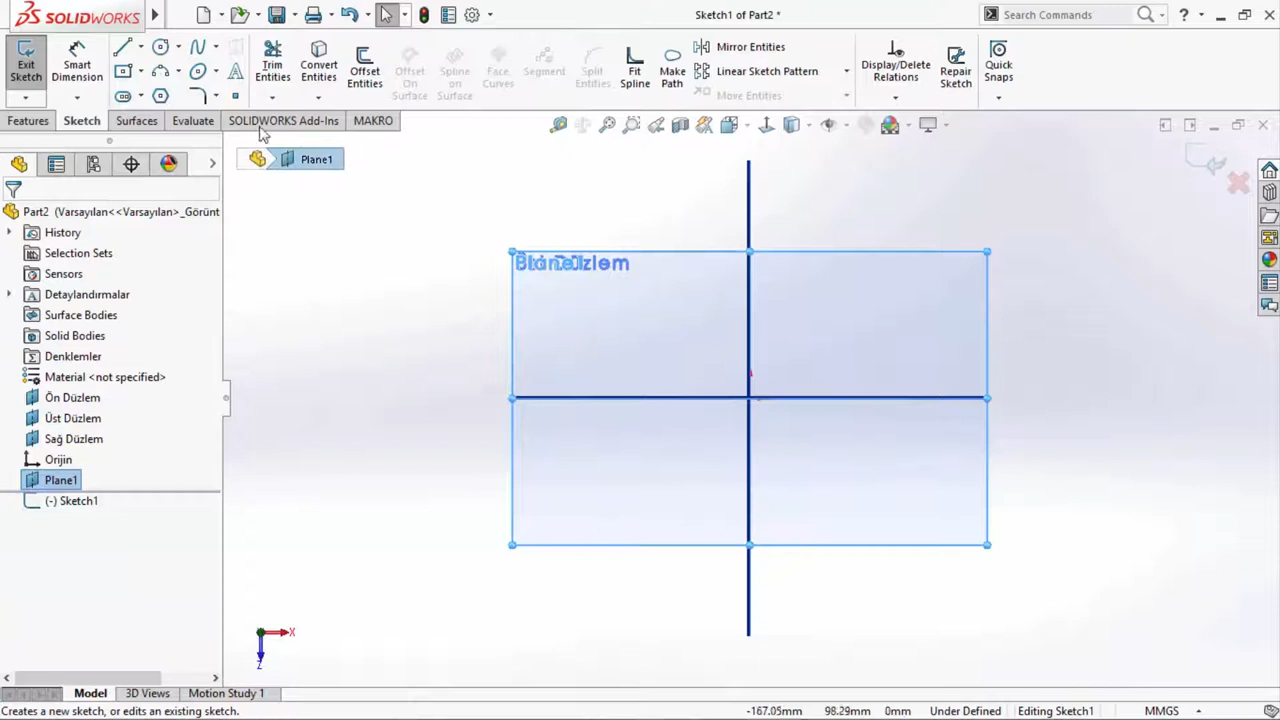 SOLIDWORKS
Sketch1 of Part2 *
Search Commands
Exit Sketch
Smart Dimension
Trim Entities
Convert Entities
Offset Entities
Offset On Surface
Spline on Surface
Face Curves
Segment
Split Entities
Fit Spline
Make Path
Mirror Entities
Linear Sketch Pattern
Move Entities
Display/Delete Relations
Repair Sketch
Quick Snaps
Features
Sketch
Surfaces
Evaluate
SOLIDWORKS Add-Ins
MAKRO
Plane1
Part2 (Varsayılan<<Varsayılan>_Görünt
History
Selection Sets
Sensors
Detaylandırmalar
Surface Bodies
Solid Bodies
Denklemler
Material <not specified>
Ön Düzlem
Üst Düzlem
Sağ Düzlem
Orijin
Plane1
(-) Sketch1
X
Z
Model
3D Views
Motion Study 1
Creates a new sketch, or edits an existing sketch.
-167.05mm
98.29mm
0mm
Under Defined
Editing Sketch1
MMGS